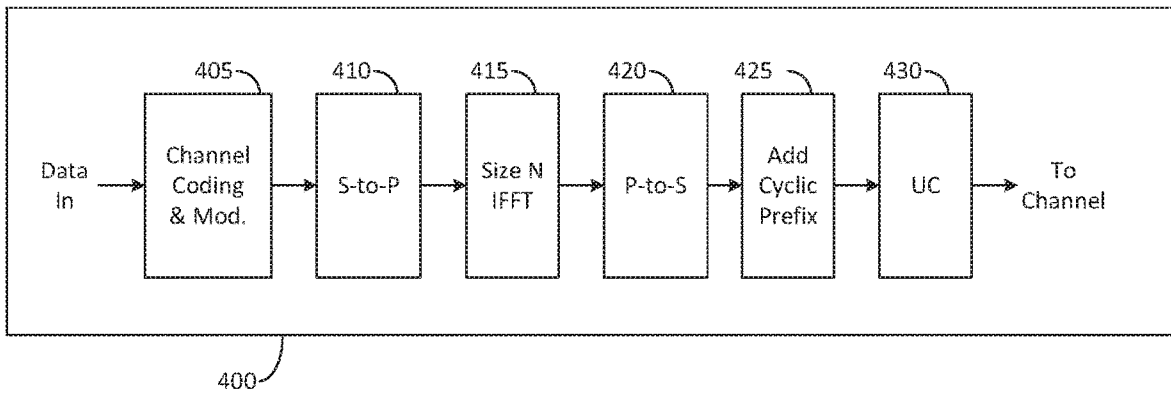 405
410
415
420
425
430
Data
In
Channel
Coding
& Mod.
S-to-P
Size N
IFFT
P-to-S
Add
Cyclic
Prefix
UC
To
Channel
400